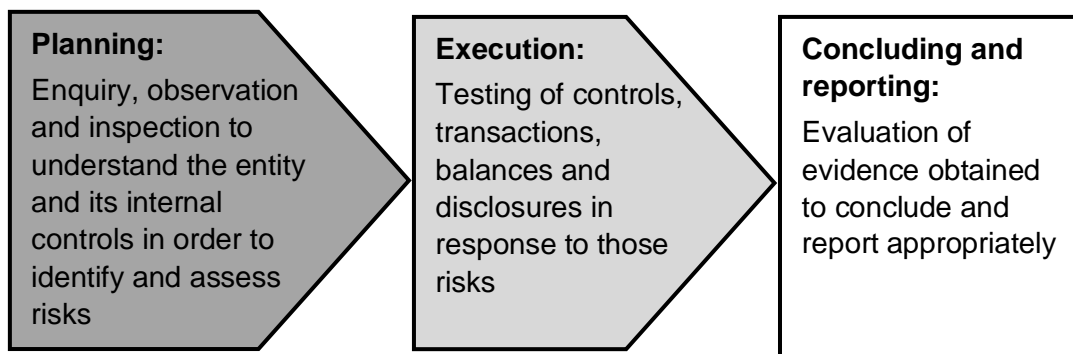 Planning:
Enquiry, observation
and inspection to
understand the entity
and its internal
controls in order to
identify and assess
risks
Execution:
Testing of controls,
transactions,
balances and
disclosures in
response to those
risks
Concluding and
reporting:
Evaluation of
evidence obtained
to conclude and
report appropriately